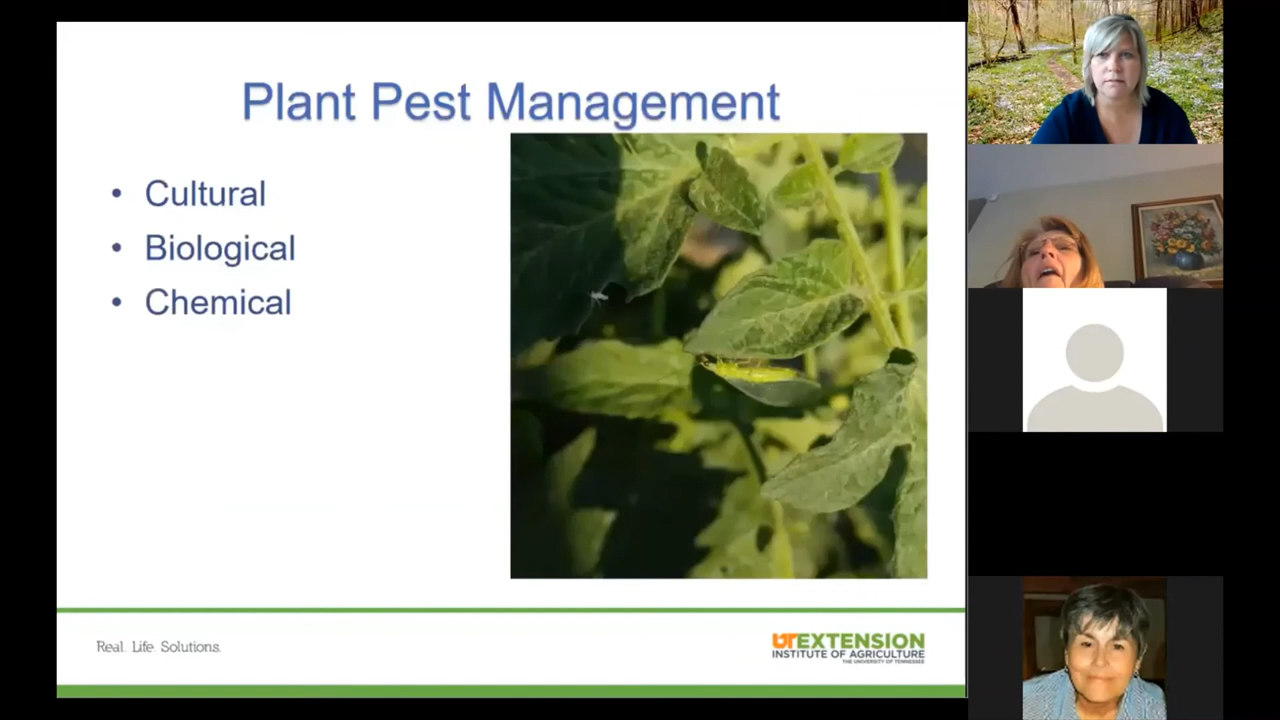 Plant Pest Management
• Cultural
• Biological
• Chemical
Real. Life. Solutions.
UTEXTENSION
INSTITUTE OF AGRICULTURE
THE UNIVERSITY OF TENNESSEE